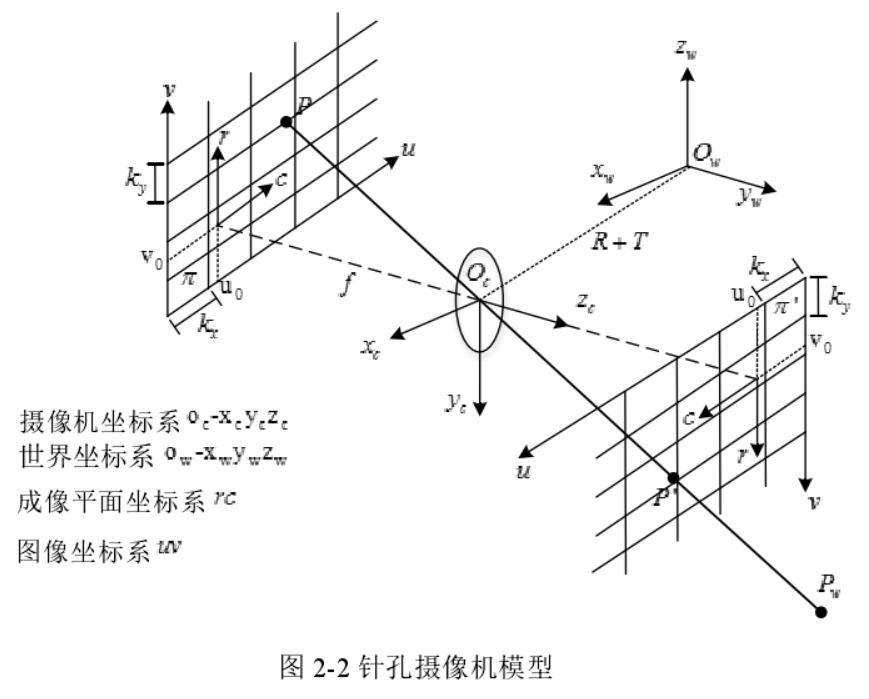 v
P
r
u
c
k_y
v_0
π
u_0
k_x
f
z_w
O_w
x_w
y_w
R + T
O_c
z_c
x_c
y_c
k_x
u_0
π'
k_y
v_0
c
r
u
v
P'
P_w
摄像机坐标系 o_c-x_c y_c z_c
世界坐标系 o_w-x_w y_w z_w
成像平面坐标系 rc
图像坐标系 uv
图 2-2 针孔摄像机模型